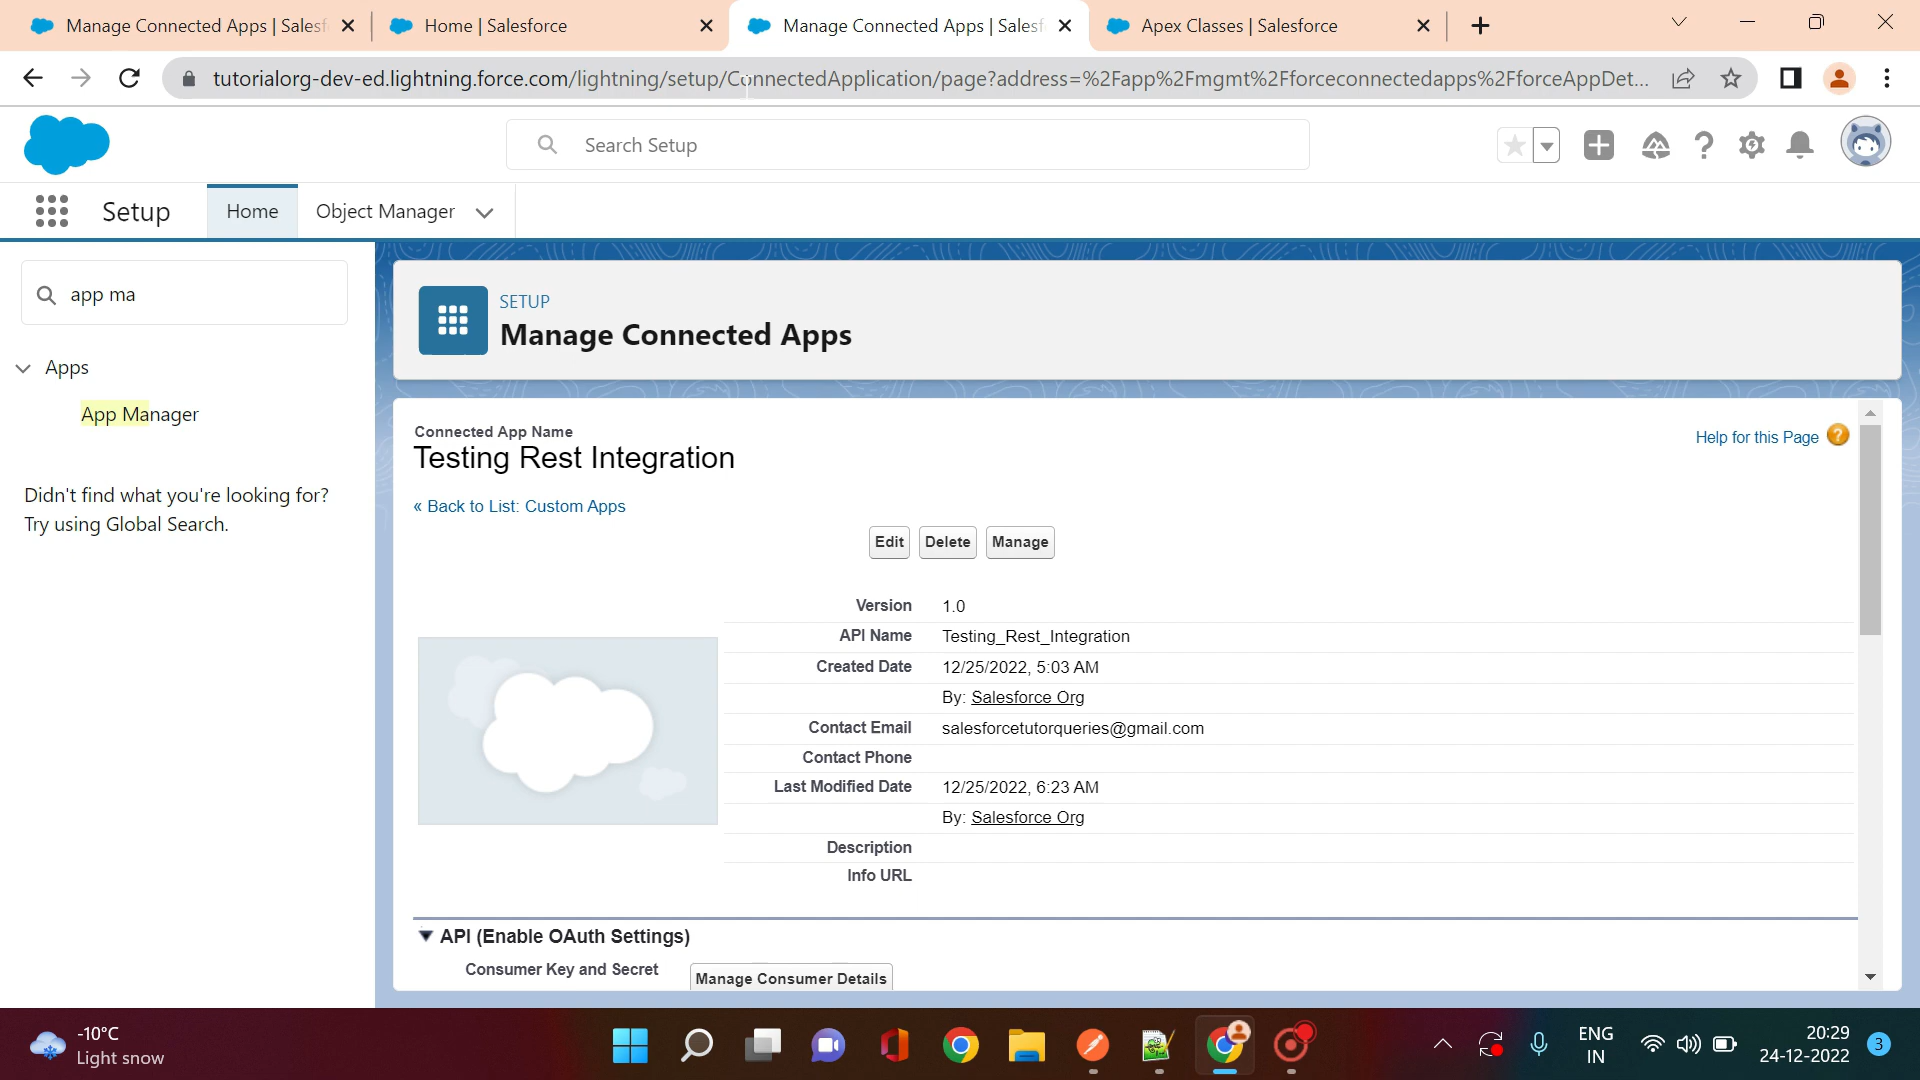 Manage Connected Apps | Salesf
Home | Salesforce
Manage Connected Apps | Salesf
Apex Classes | Salesforce
tutorialorg-dev-ed.lightning.force.com/lightning/setup/ConnectedApplication/page?address=%2Fapp%2Fmgmt%2Fforceconnectedapps%2FforceAppDet...
Search Setup
Setup
Home
Object Manager
app ma
Apps
App Manager
Didn't find what you're looking for?
Try using Global Search.
SETUP
Manage Connected Apps
Connected App Name
Testing Rest Integration
Help for this Page
« Back to List: Custom Apps
Edit Delete Manage
Version 1.0
API Name Testing_Rest_Integration
Created Date 12/25/2022, 5:03 AM
By: Salesforce Org
Contact Email salesforcetutorqueries@gmail.com
Contact Phone
Last Modified Date 12/25/2022, 6:23 AM
By: Salesforce Org
Description
Info URL
API (Enable OAuth Settings)
Consumer Key and Secret Manage Consumer Details
-10°C
Light snow
ENG
IN
20:29
24-12-2022
3